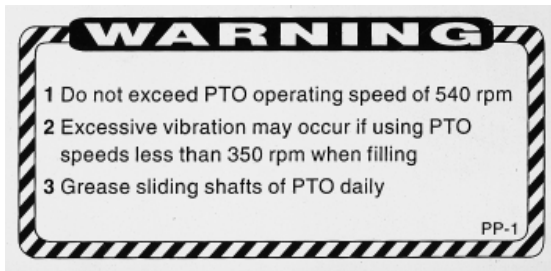 WARNING
1 Do not exceed PTO operating speed of 540 rpm
2 Excessive vibration may occur if using PTO
speeds less than 350 rpm when filling
3 Grease sliding shafts of PTO daily
PP-1